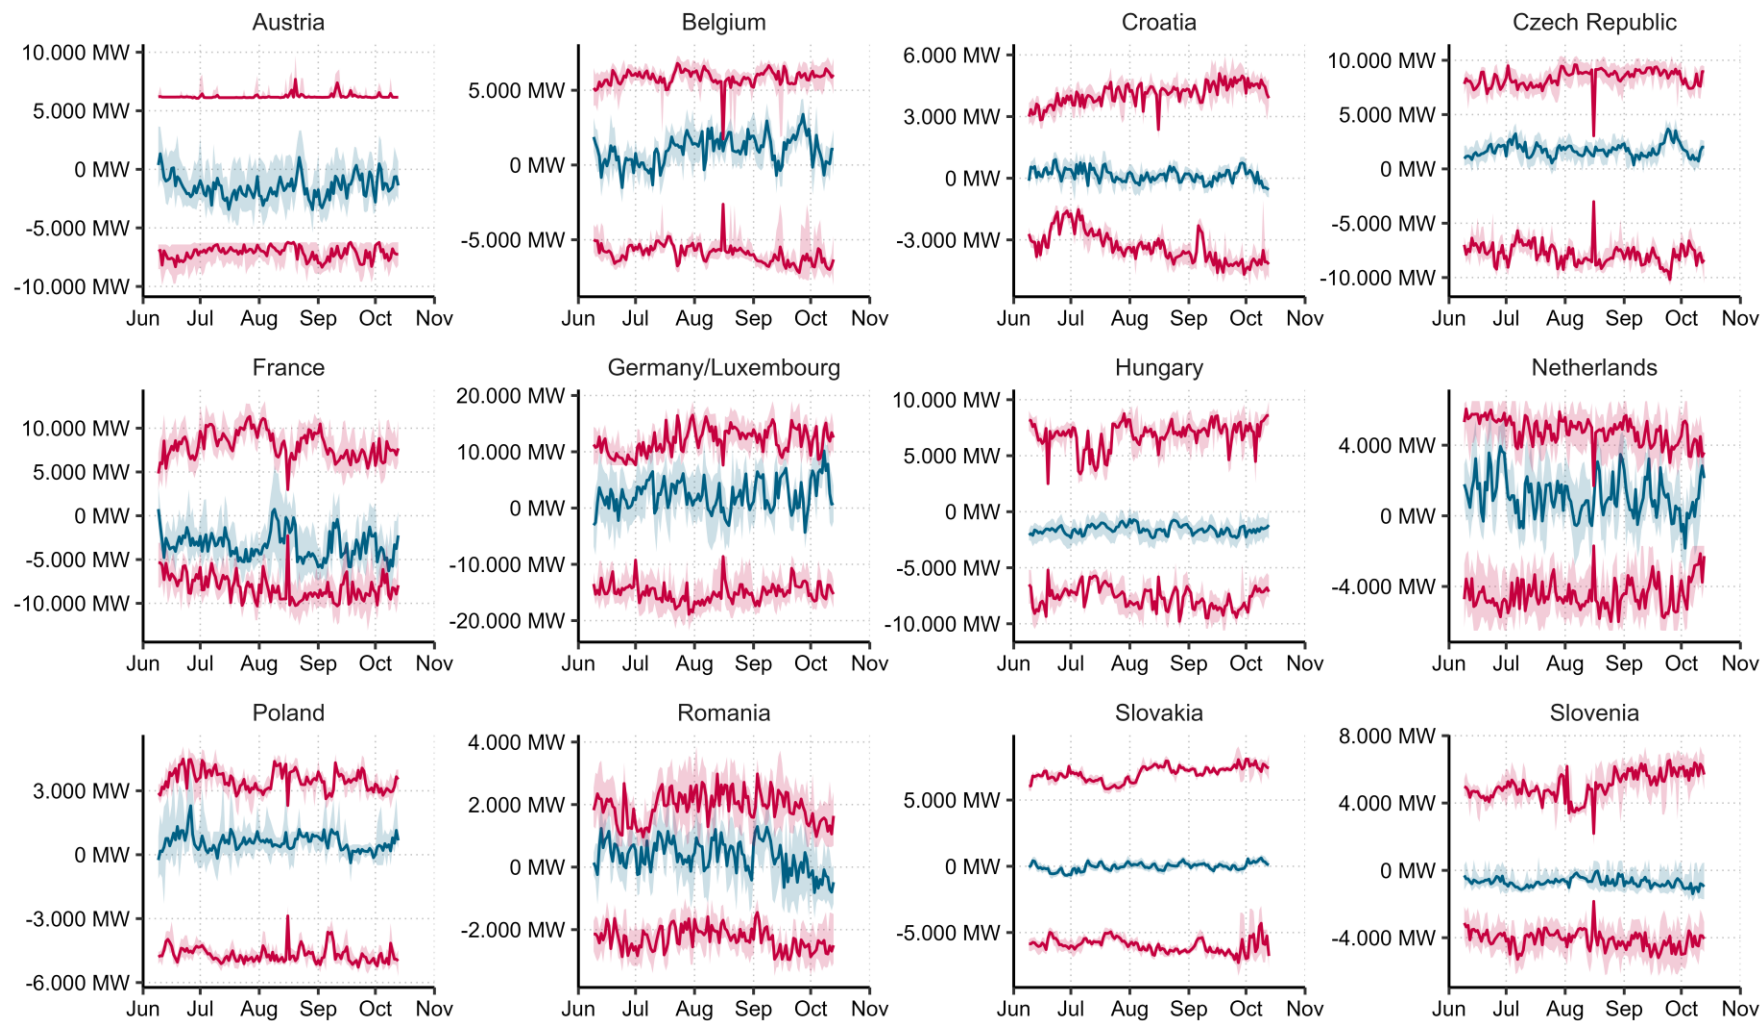 Austria
10.000 MW
5.000 MW
0 MW
-5.000 MW
-10.000 MW
Jun Jul Aug Sep Oct Nov
Belgium
5.000 MW
0 MW
-5.000 MW
Jun Jul Aug Sep Oct Nov
Croatia
6.000 MW
3.000 MW
0 MW
-3.000 MW
Jun Jul Aug Sep Oct Nov
Czech Republic
10.000 MW
5.000 MW
0 MW
-5.000 MW
-10.000 MW
Jun Jul Aug Sep Oct Nov
France
10.000 MW
5.000 MW
0 MW
-5.000 MW
-10.000 MW
Jun Jul Aug Sep Oct Nov
Germany/Luxembourg
20.000 MW
10.000 MW
0 MW
-10.000 MW
-20.000 MW
Jun Jul Aug Sep Oct Nov
Hungary
10.000 MW
5.000 MW
0 MW
-5.000 MW
-10.000 MW
Jun Jul Aug Sep Oct Nov
Netherlands
4.000 MW
0 MW
-4.000 MW
Jun Jul Aug Sep Oct Nov
Poland
3.000 MW
0 MW
-3.000 MW
-6.000 MW
Jun Jul Aug Sep Oct Nov
Romania
4.000 MW
2.000 MW
0 MW
-2.000 MW
Jun Jul Aug Sep Oct Nov
Slovakia
5.000 MW
0 MW
-5.000 MW
Jun Jul Aug Sep Oct Nov
Slovenia
8.000 MW
4.000 MW
0 MW
-4.000 MW
Jun Jul Aug Sep Oct Nov